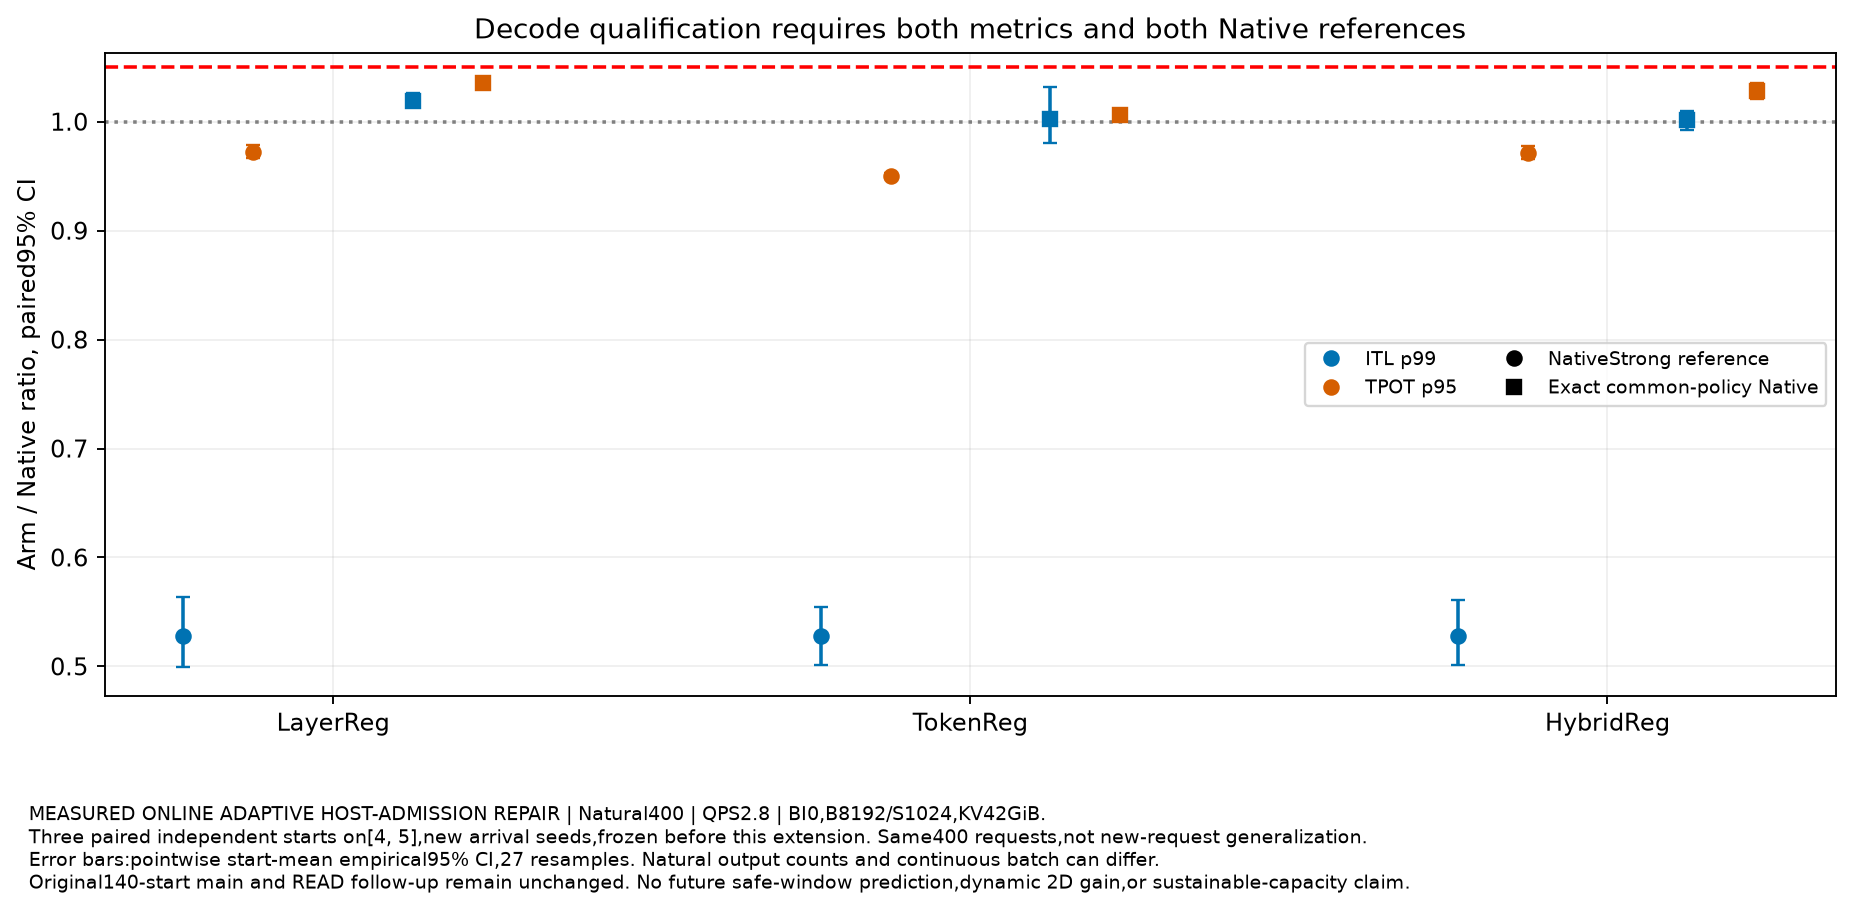 Decode qualification requires both metrics and both Native references
Arm / Native ratio, paired95% CI
1.0
0.9
0.8
0.7
0.6
0.5
ITL p99
TPOT p95
NativeStrong reference
Exact common-policy Native
LayerReg
TokenReg
HybridReg
MEASURED ONLINE ADAPTIVE HOST-ADMISSION REPAIR | Natural400 | QPS2.8 | BI0,B8192/S1024,KV42GiB.
Three paired independent starts on[4, 5],new arrival seeds,frozen before this extension. Same400 requests,not new-request generalization.
Error bars:pointwise start-mean empirical95% CI,27 resamples. Natural output counts and continuous batch can differ.
Original140-start main and READ follow-up remain unchanged. No future safe-window prediction,dynamic 2D gain,or sustainable-capacity claim.